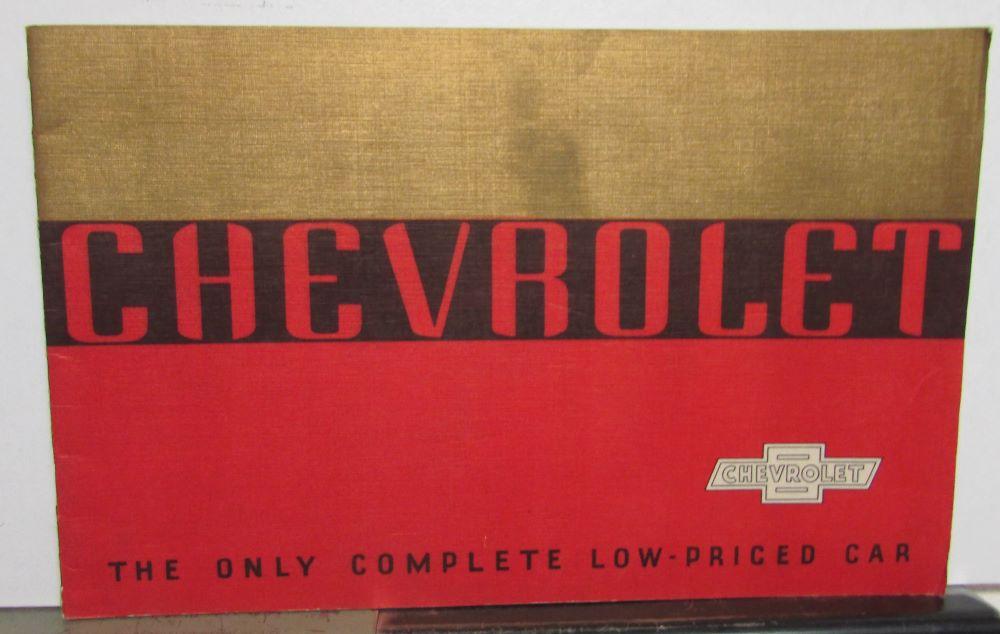 CHEVROLET
CHEVROLET
THE ONLY COMPLETE LOW-PRICED CAR